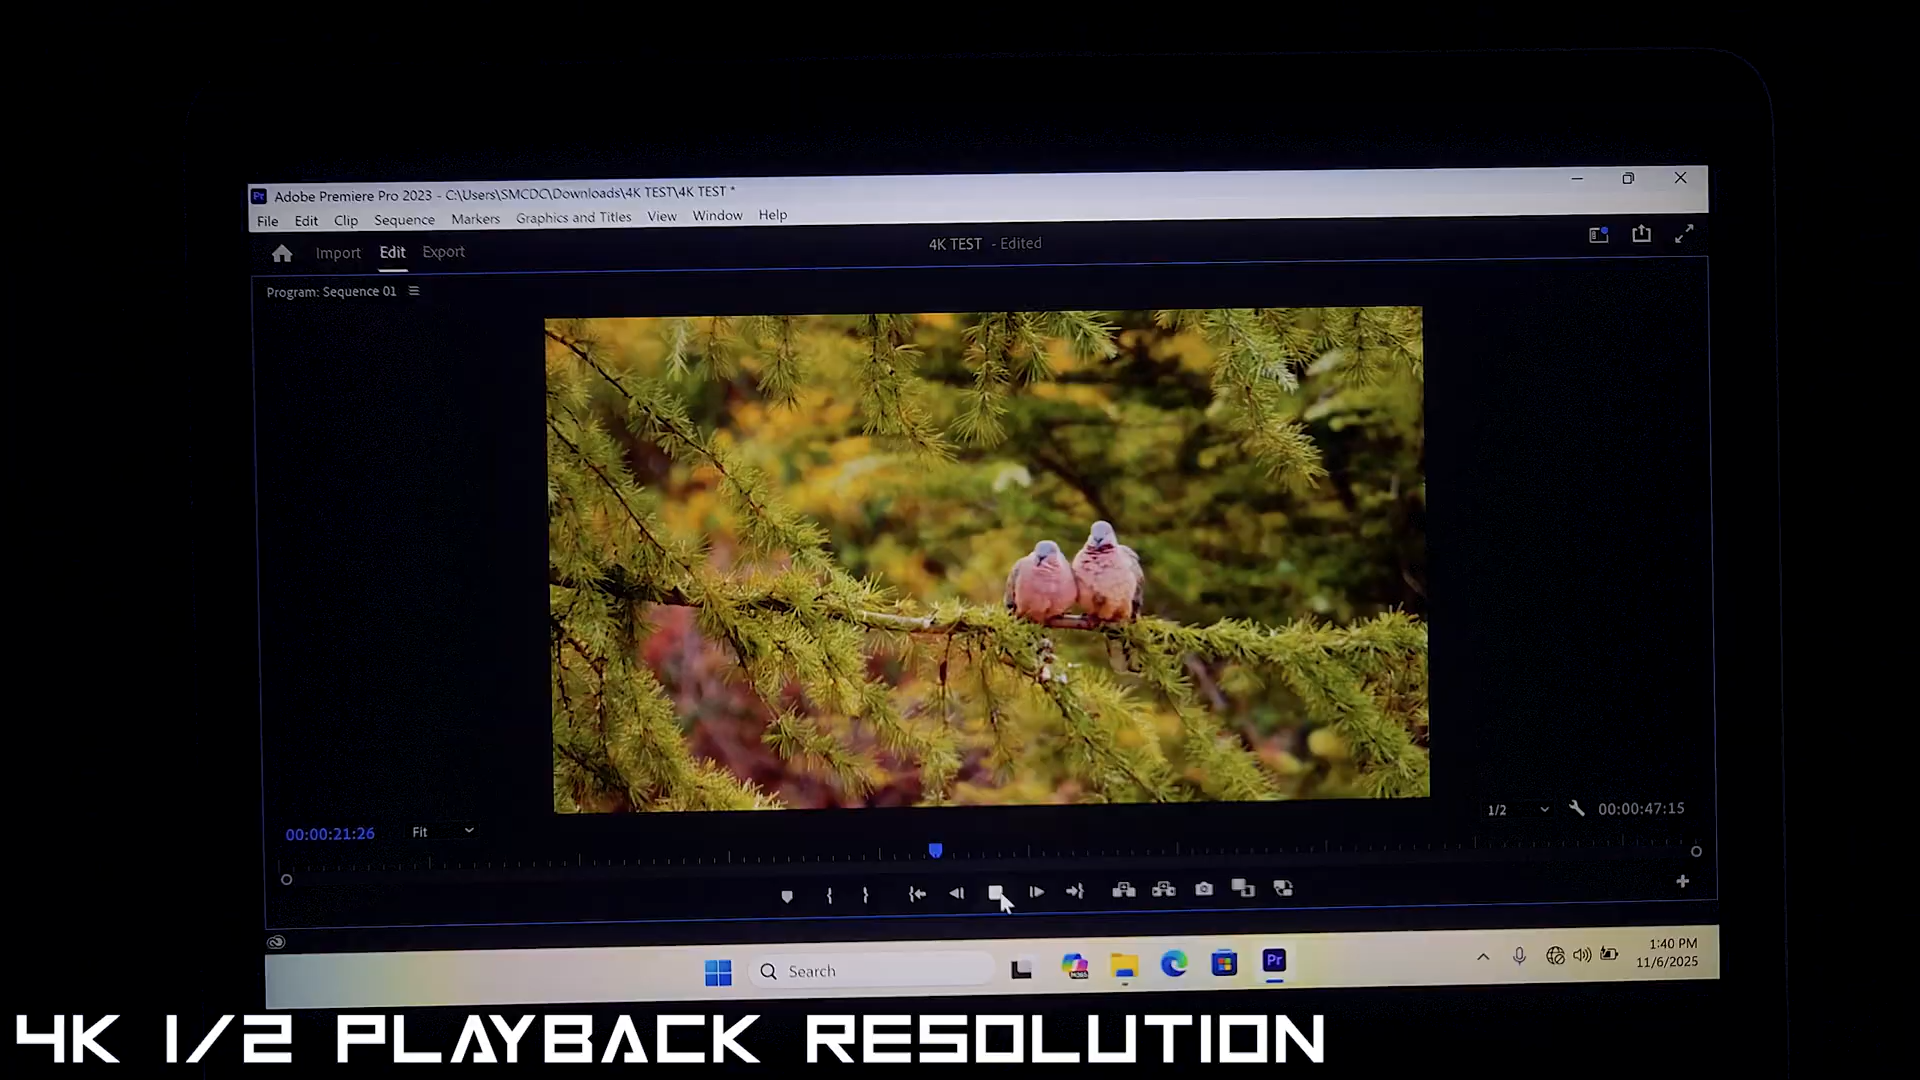 Pr Adobe Premiere Pro 2023 - C:\Users\SMCDC\Downloads\4K TEST\4K TEST *
File Edit Clip Sequence Markers Graphics and Titles View Window Help
Import Edit Export
4K TEST - Edited
Program: Sequence 01
00:00:21:26
Fit
1/2
00:00:47:15
Search
Pr
1:40 PM
11/6/2025
4K 1/2 PLAYBACK RESOLUTION